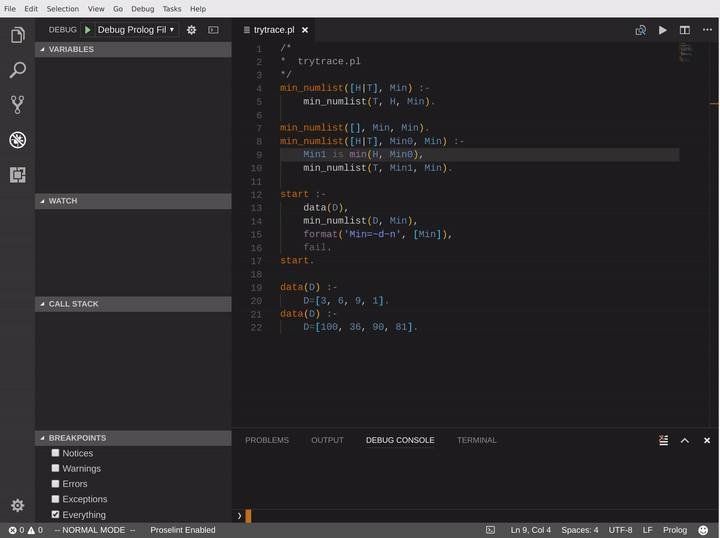 File Edit Selection View Go Debug Tasks Help
DEBUG Debug Prolog Fil
trytrace.pl
VARIABLES
WATCH
CALL STACK
BREAKPOINTS
Notices
Warnings
Errors
Exceptions
Everything
1 /*
2 *  trytrace.pl
3 */
4 min_numlist([H|T], Min) :-
5     min_numlist(T, H, Min).
6
7 min_numlist([], Min, Min).
8 min_numlist([H|T], Min0, Min) :-
9     Min1 is min(H, Min0),
10     min_numlist(T, Min1, Min).
11
12 start :-
13     data(D),
14     min_numlist(D, Min),
15     format('Min=~d~n', [Min]),
16     fail.
17 start.
18
19 data(D) :-
20     D=[3, 6, 9, 1].
21 data(D) :-
22     D=[100, 36, 90, 81].
PROBLEMS OUTPUT DEBUG CONSOLE TERMINAL
0 0 -- NORMAL MODE -- Proselint Enabled Ln 9, Col 4 Spaces: 4 UTF-8 LF Prolog